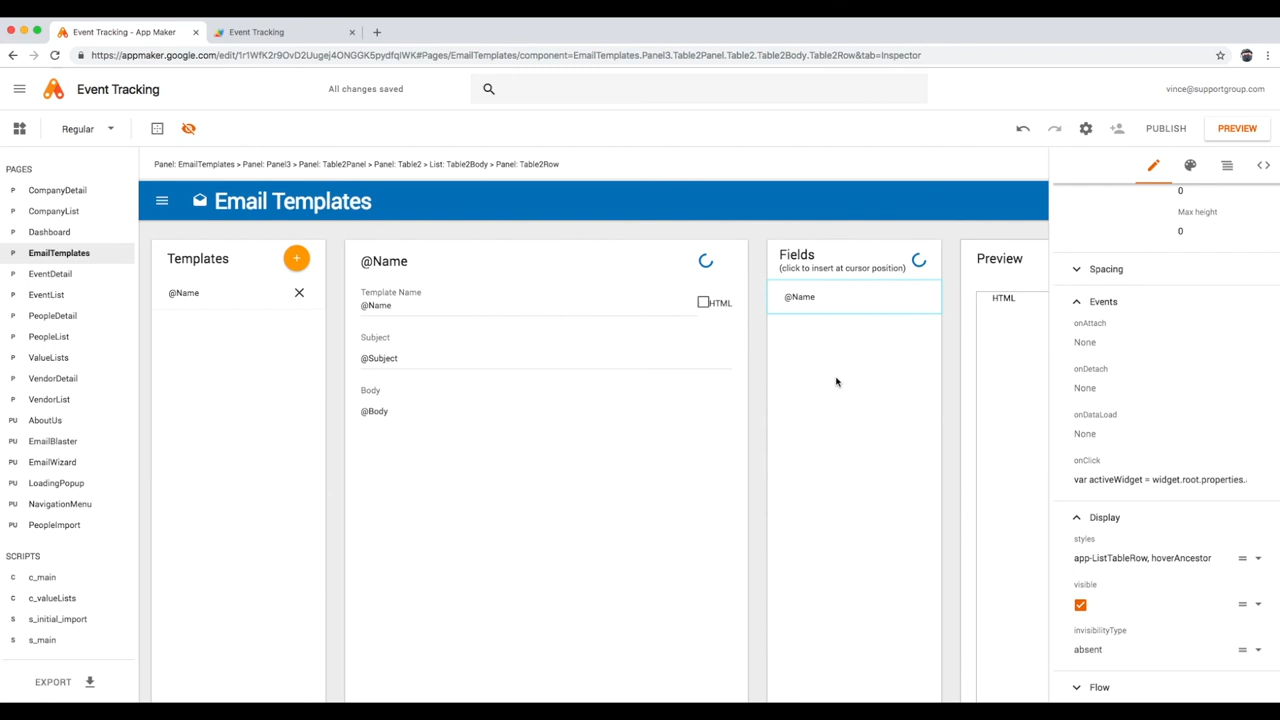 Event Tracking - App Maker
Event Tracking
https://appmaker.google.com/edit/1r1WfK2r9OvD2Uugej4ONGGK5pydfqIWK#Pages/EmailTemplates/component=EmailTemplates.Panel3.Table2Panel.Table2.Table2Body.Table2Row&tab=Inspector
Event Tracking
All changes saved
vince@supportgroup.com
Regular
PUBLISH
PREVIEW
PAGES
P CompanyDetail
P CompanyList
P Dashboard
P EmailTemplates
P EventDetail
P EventList
P PeopleDetail
P PeopleList
P ValueLists
P VendorDetail
P VendorList
PU AboutUs
PU EmailBlaster
PU EmailWizard
PU LoadingPopup
PU NavigationMenu
PU PeopleImport
SCRIPTS
C c_main
C c_valueLists
S s_initial_import
S s_main
EXPORT
Panel: EmailTemplates > Panel: Panel3 > Panel: Table2Panel > Panel: Table2 > List: Table2Body > Panel: Table2Row
Email Templates
Templates
@Name
@Name
Template Name
@Name
HTML
Subject
@Subject
Body
@Body
Fields
(click to insert at cursor position)
@Name
Preview
HTML
0
Max height
0
Spacing
Events
onAttach
None
onDetach
None
onDataLoad
None
onClick
var activeWidget = widget.root.properties.
Display
styles
app-ListTableRow, hoverAncestor
visible
invisibilityType
absent
Flow